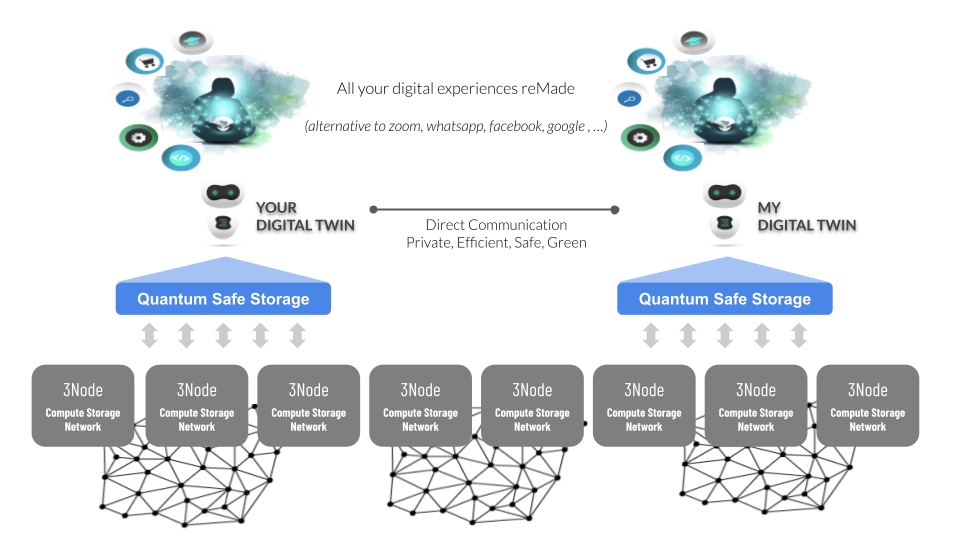 All your digital experiences reMade
(alternative to zoom, whatsapp, facebook, google , ...)
YOUR
DIGITAL TWIN
Direct Communication
Private, Efficient, Safe, Green
MY
DIGITAL TWIN
Quantum Safe Storage
Quantum Safe Storage
3Node
Compute Storage
Network
3Node
Compute Storage
Network
3Node
Compute Storage
Network
3Node
Compute Storage
Network
3Node
Compute Storage
Network
3Node
Compute Storage
Network
3Node
Compute Storage
Network
3Node
Compute Storage
Network